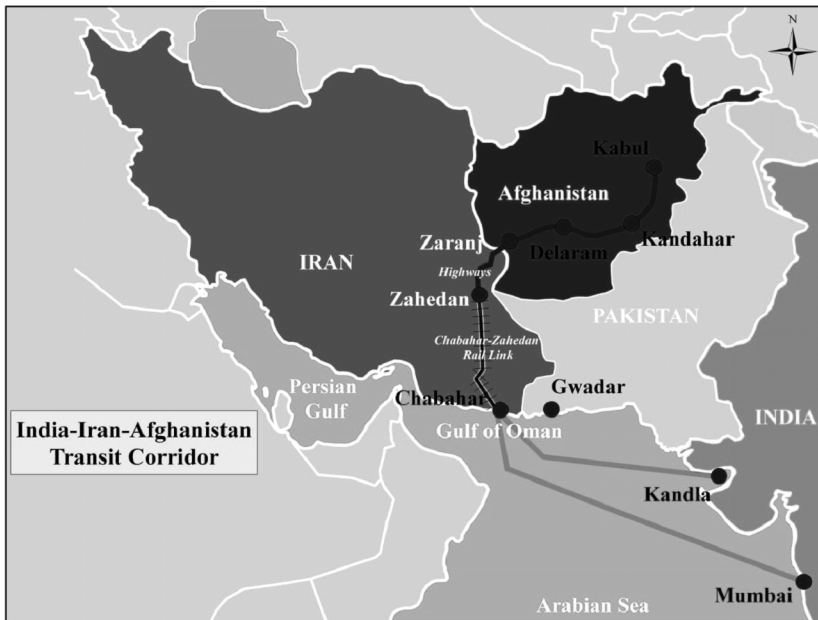 N
Kabul
Afghanistan
Zaranj
Delaram
Kandahar
IRAN
Highways
Zahedan
PAKISTAN
Chabahar-Zahedan
Rail Link
Persian
Gulf
Chabahar
Gwadar
India-Iran-Afghanistan
Transit Corridor
Gulf of Oman
INDIA
Kandla
Mumbai
Arabian Sea